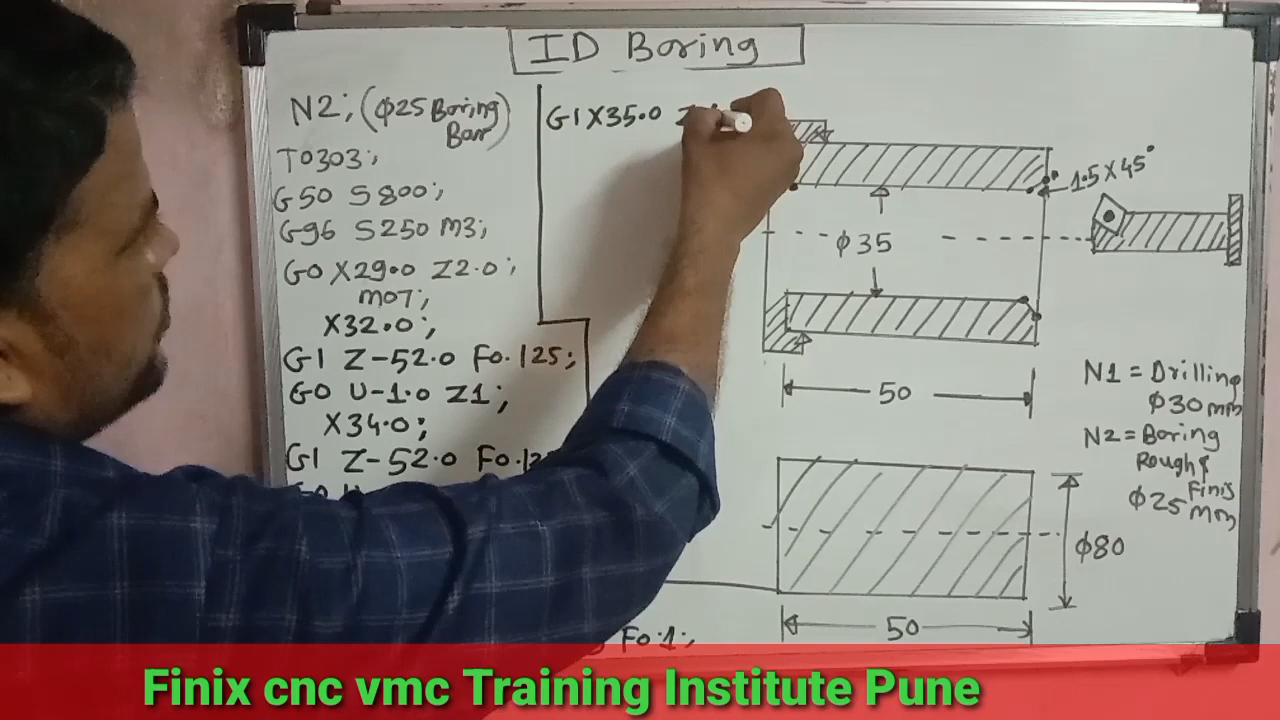 ID Boring
N2; (φ25 Boring
Bar)
T0303;
G50 S800;
G96 S250 M3;
G0 X29.0 Z2.0;
M07;
X32.0;
G1 Z-52.0 F0.125;
G0 U-1.0 Z1;
X34.0;
G1 Z-52.0 F0.12
F0.1;
G1 X35.0
1.5X45°
φ35
50
N1 = Drilling
φ30mm
N2 = Boring
Rough &
Finis
φ25 mm
φ80
50
Finix cnc vmc Training Institute Pune